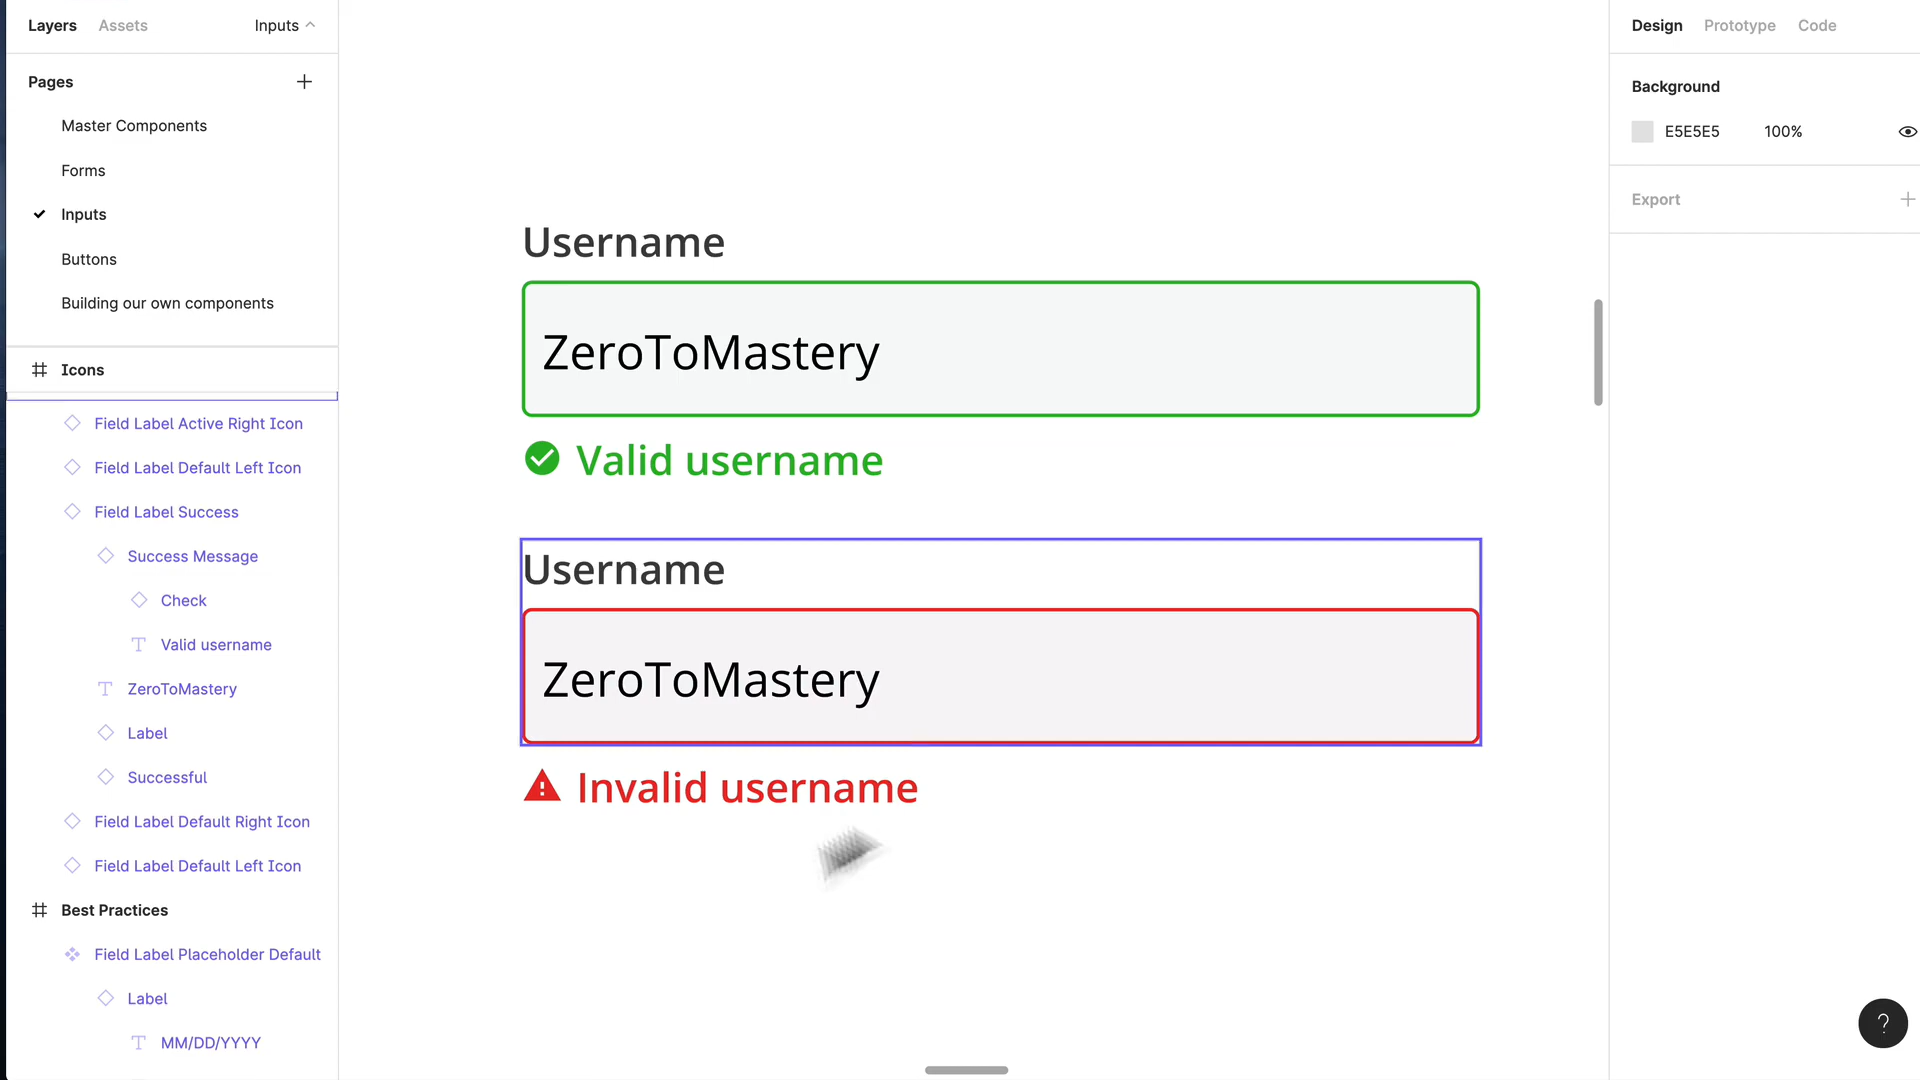 Layers Assets Inputs
Pages
Master Components
Forms
Inputs
Buttons
Building our own components
Icons
Field Label Active Right Icon
Field Label Default Left Icon
Field Label Success
Success Message
Check
Valid username
ZeroToMastery
Label
Successful
Field Label Default Right Icon
Field Label Default Left Icon
Best Practices
Field Label Placeholder Default
Label
MM/DD/YYYY
Username
ZeroToMastery
Valid username
Username
ZeroToMastery
Invalid username
Design Prototype Code
Background
E5E5E5 100%
Export
?